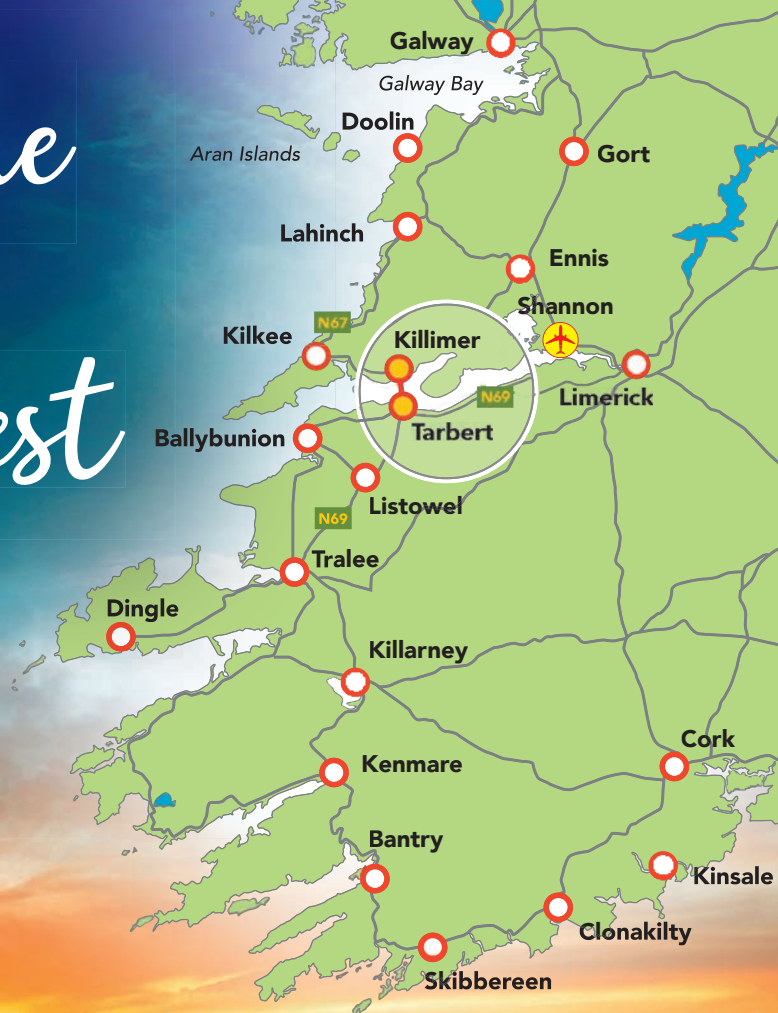 Galway
Galway Bay
Doolin
Aran Islands
Gort
Lahinch
Ennis
Shannon
N67
Kilkee
Killimer
Limerick
N69
Tarbert
Ballybunion
Listowel
N69
Tralee
Dingle
Killarney
Cork
Kenmare
Bantry
Kinsale
Clonakilty
Skibbereen